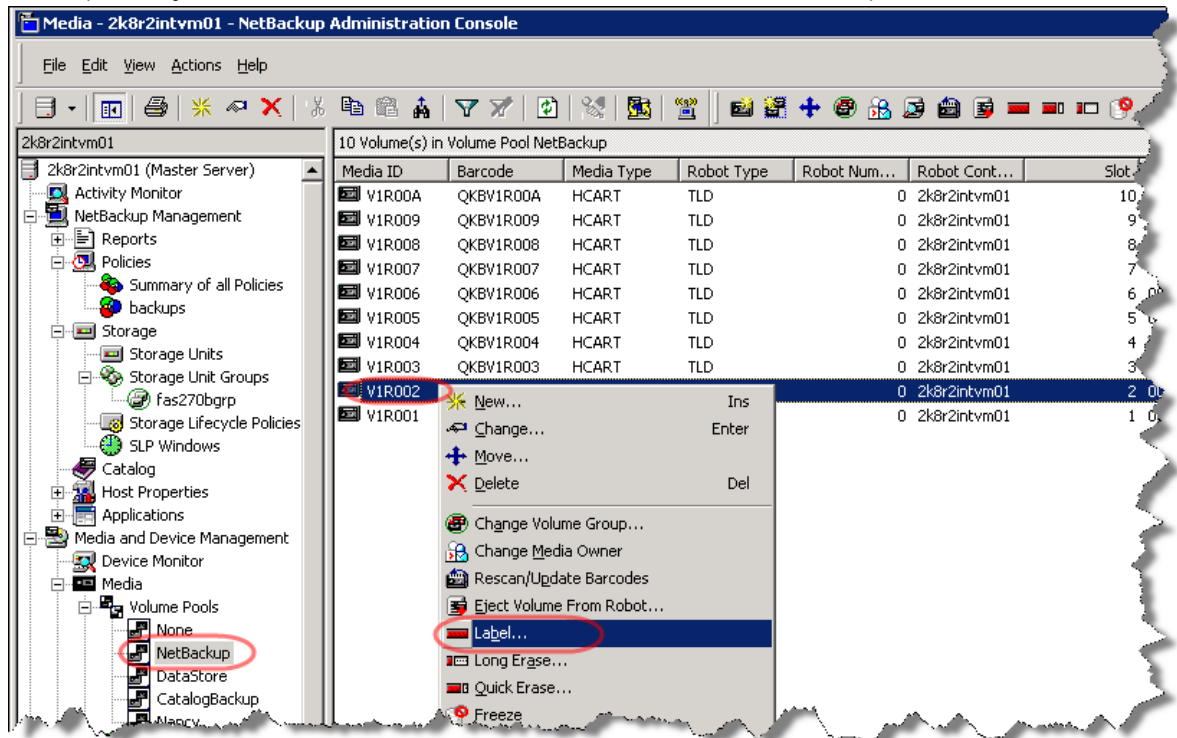 Media - 2k8r2intvm01 - NetBackup Administration Console
File Edit View Actions Help
2k8r2intvm01
10 Volume(s) in Volume Pool NetBackup
2k8r2intvm01 (Master Server)
Activity Monitor
NetBackup Management
Reports
Policies
Summary of all Policies
backups
Storage
Storage Units
Storage Unit Groups
fas270bgrp
Storage Lifecycle Policies
SLP Windows
Catalog
Host Properties
Applications
Media and Device Management
Device Monitor
Media
Volume Pools
None
NetBackup
DataStore
CatalogBackup
Nancy
Media ID Barcode Media Type Robot Type Robot Num... Robot Cont... Slot
V1R00A QKBV1R00A HCART TLD 0 2k8r2intvm01 10
V1R009 QKBV1R009 HCART TLD 0 2k8r2intvm01 9
V1R008 QKBV1R008 HCART TLD 0 2k8r2intvm01 8
V1R007 QKBV1R007 HCART TLD 0 2k8r2intvm01 7
V1R006 QKBV1R006 HCART TLD 0 2k8r2intvm01 6
V1R005 QKBV1R005 HCART TLD 0 2k8r2intvm01 5
V1R004 QKBV1R004 HCART TLD 0 2k8r2intvm01 4
V1R003 QKBV1R003 HCART TLD 0 2k8r2intvm01 3
V1R002 0 2k8r2intvm01 2
V1R001 0 2k8r2intvm01 1
New... Ins
Change... Enter
Move...
Delete Del
Change Volume Group...
Change Media Owner
Rescan/Update Barcodes
Eject Volume From Robot...
Label...
Long Erase...
Quick Erase...
Freeze